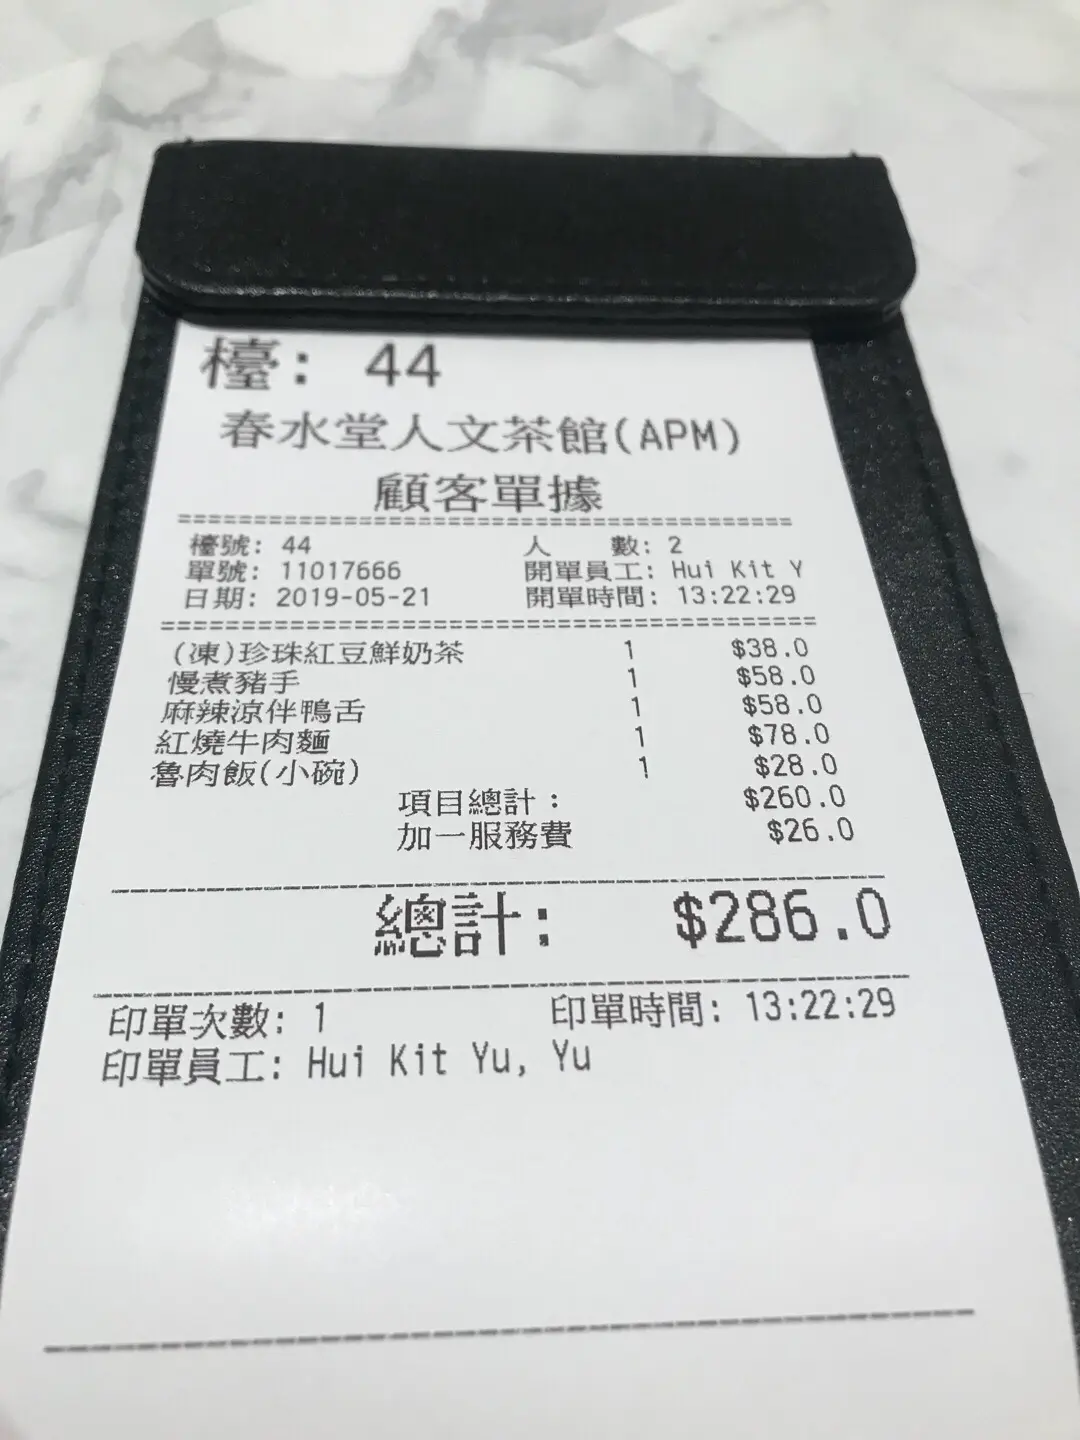 檯: 44
春水堂人文茶館(APM)
顧客單據
檯號: 44 人 數: 2
單號: 11017666 開單員工: Hui Kit Y
日期: 2019-05-21 開單時間: 13:22:29
(凍)珍珠紅豆鮮奶茶 1 $38.0
慢煮豬手 1 $58.0
麻辣涼伴鴨舌 1 $58.0
紅燒牛肉麵 1 $78.0
魯肉飯(小碗) 1 $28.0
項目總計: $260.0
加一服務費 $26.0
總計: $286.0
印單次數: 1 印單時間: 13:22:29
印單員工: Hui Kit Yu, Yu